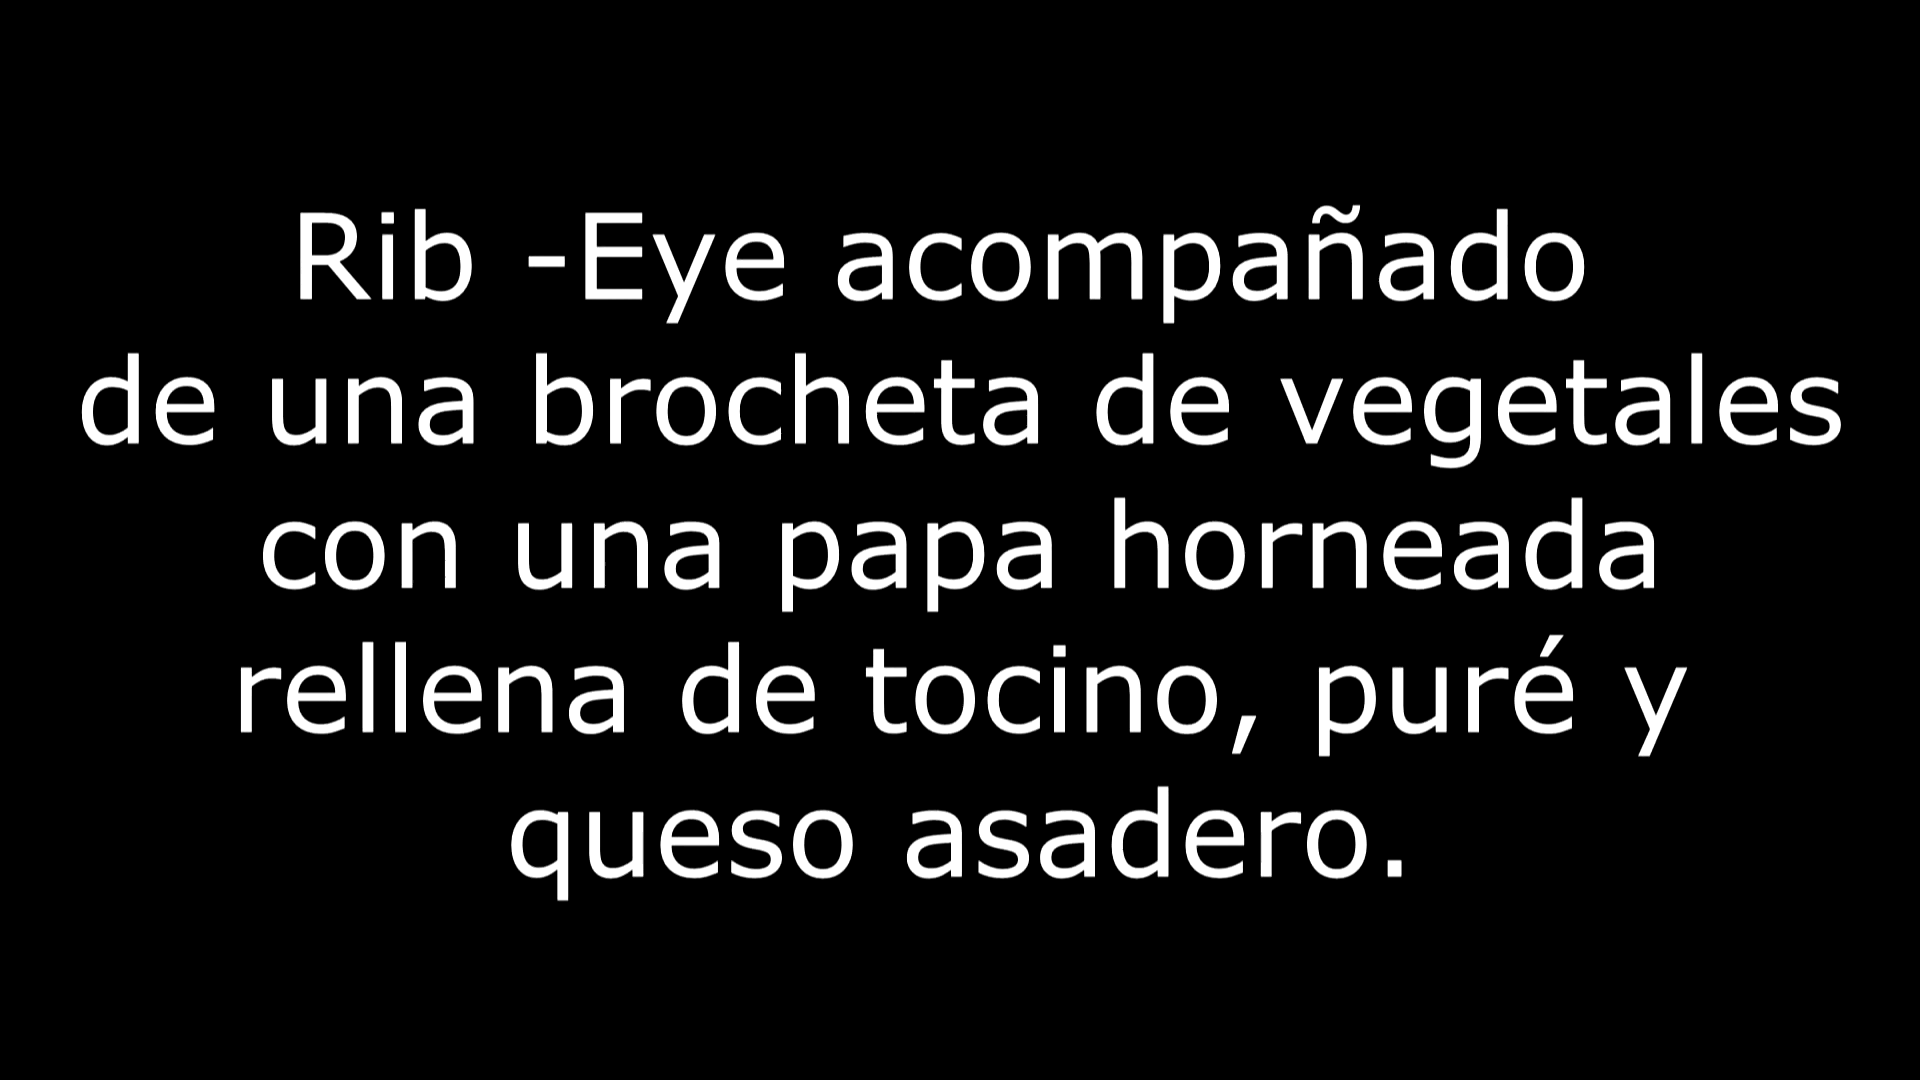 Rib -Eye acompañado
de una brocheta de vegetales
con una papa horneada
rellena de tocino, puré y
queso asadero.